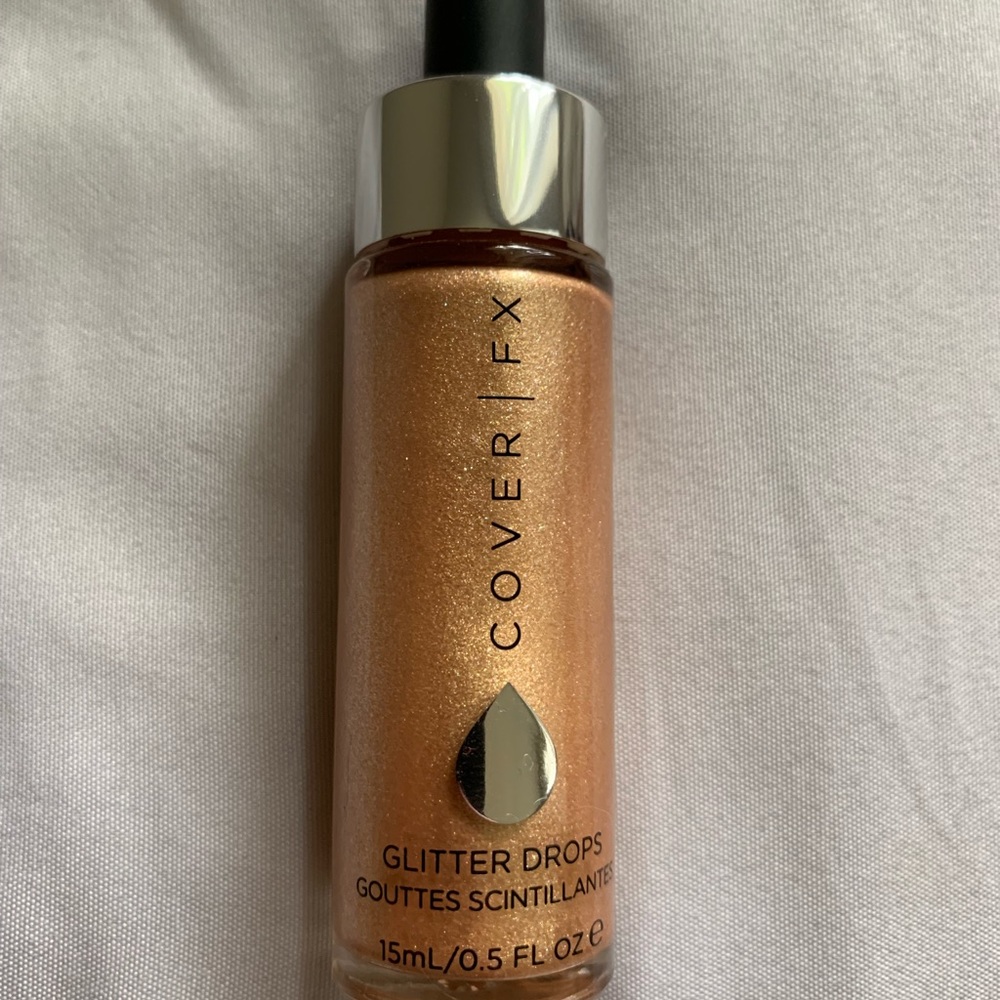 COVER | FX
GLITTER DROPS
GOUTTES SCINTILLANTES
15mL/0.5 FL OZ ℮